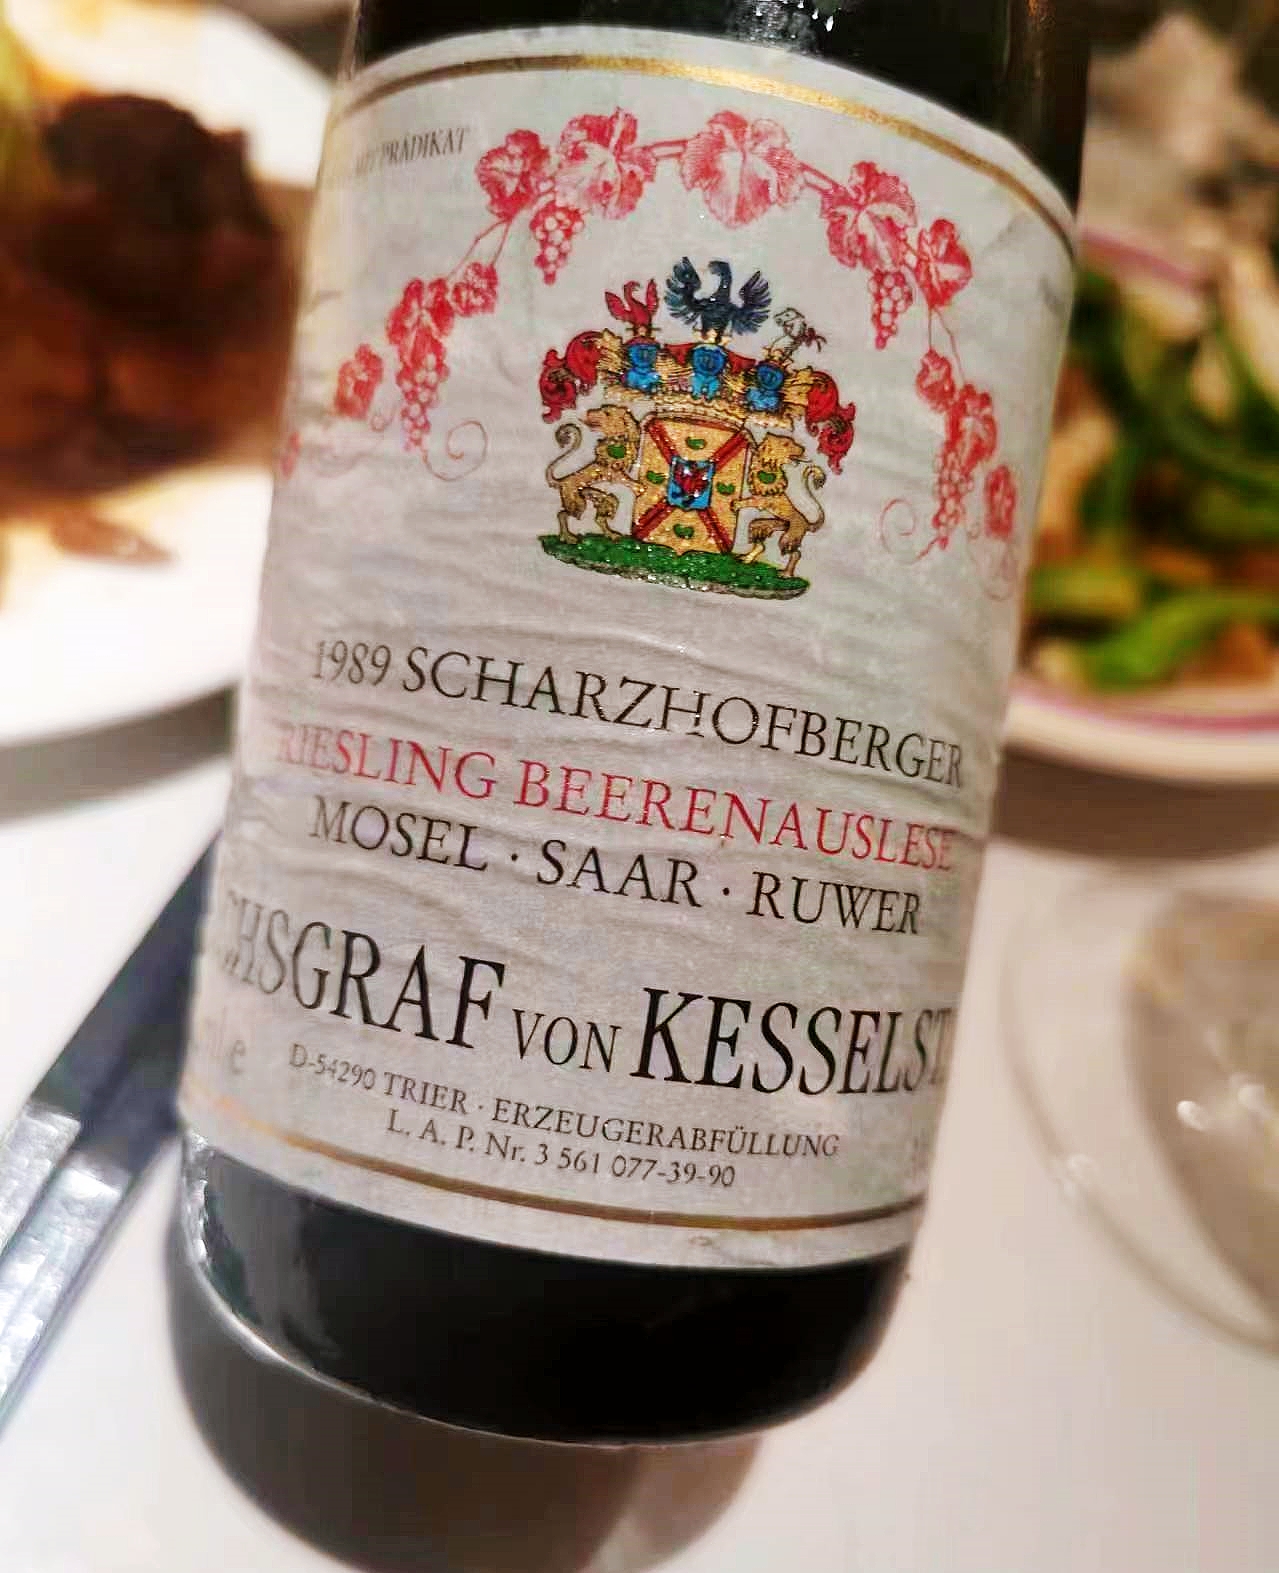 PRÄDIKAT
1989 SCHARZHOFBERGER
RIESLING BEERENAUSLESE
MOSEL · SAAR · RUWER
CHSGRAF VON KESSELST
D-54290 TRIER · ERZEUGERABFÜLLUNG
L. A. P. Nr. 3 561 077-39-90